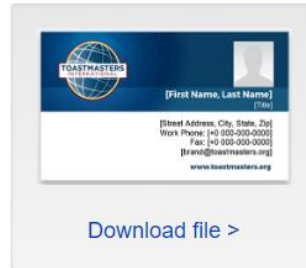 TOASTMASTERS
INTERNATIONAL
[First Name, Last Name]
[Title]
[Street Address, City, State, Zip]
Work Phone: [+0 000-000-0000]
Fax: [+0 000-000-0000]
[brand@toastmasters.org]
www.toastmasters.org
Download file >